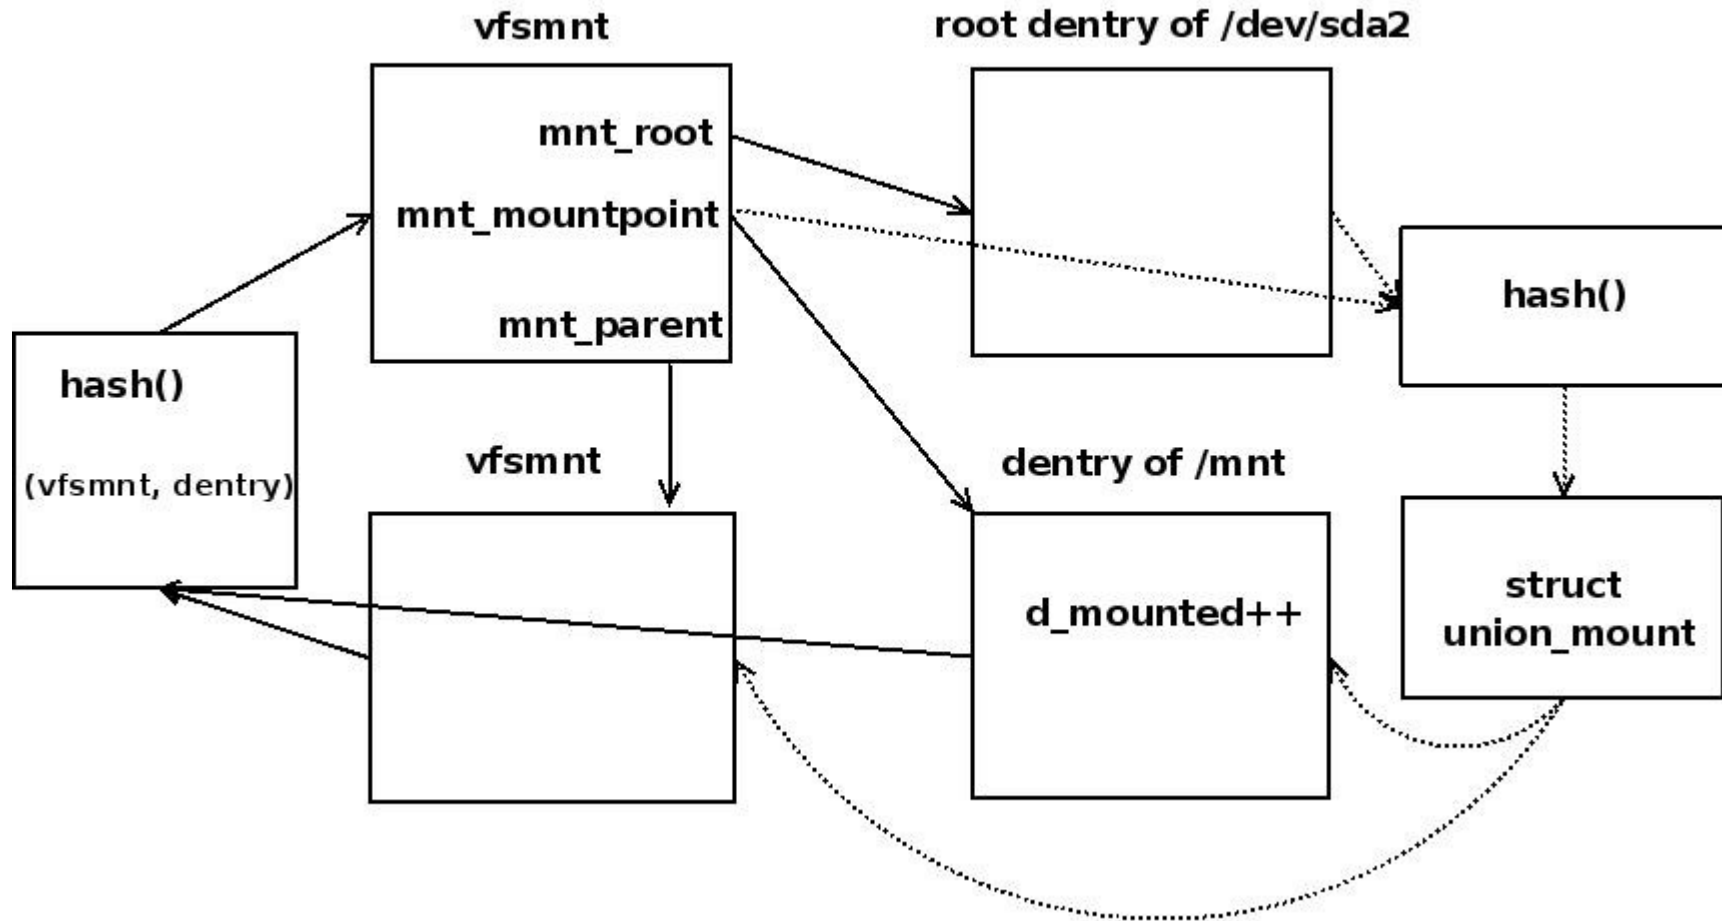 vfsmnt
root dentry of /dev/sda2
mnt_root
mnt_mountpoint
mnt_parent
hash()
hash()
(vfsmnt, dentry)
vfsmnt
dentry of /mnt
d_mounted++
struct
union_mount